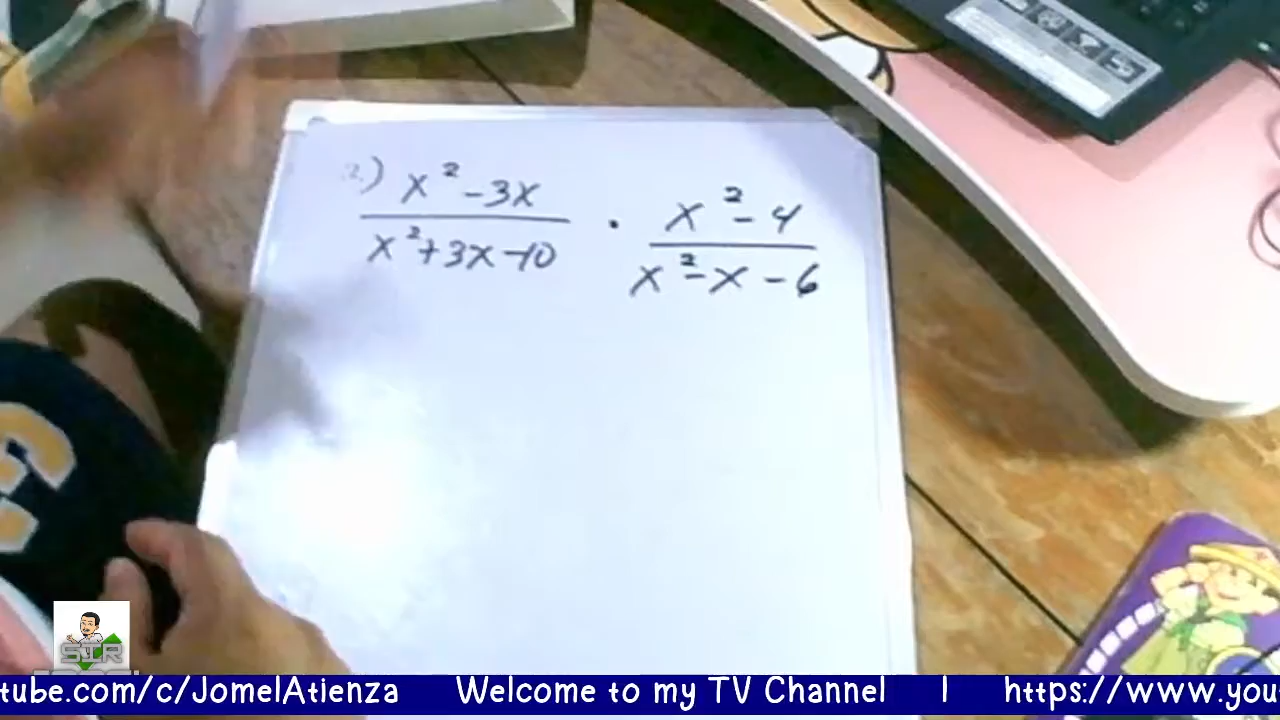 2.) x² - 3x / x² + 3x - 10 · x² - 4 / x² - x - 6
SIR
tube.com/c/JomelAtienza Welcome to my TV Channel | https://www.you